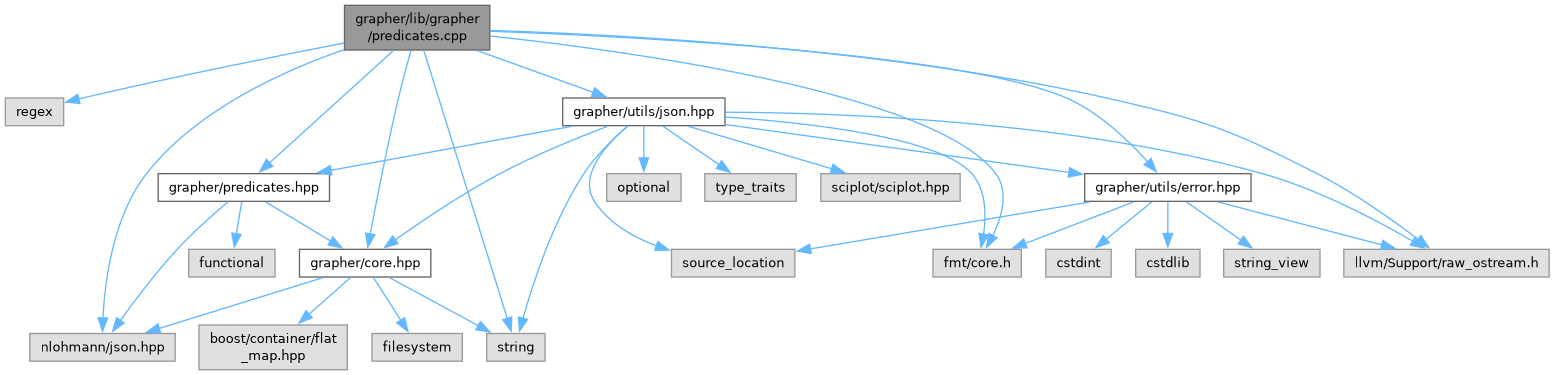 grapher/lib/grapher
/predicates.cpp
regex
grapher/utils/json.hpp
grapher/predicates.hpp
optional
type_traits
sciplot/sciplot.hpp
grapher/utils/error.hpp
functional
grapher/core.hpp
source_location
fmt/core.h
cstdint
cstdlib
string_view
llvm/Support/raw_ostream.h
nlohmann/json.hpp
boost/container/flat
_map.hpp
filesystem
string